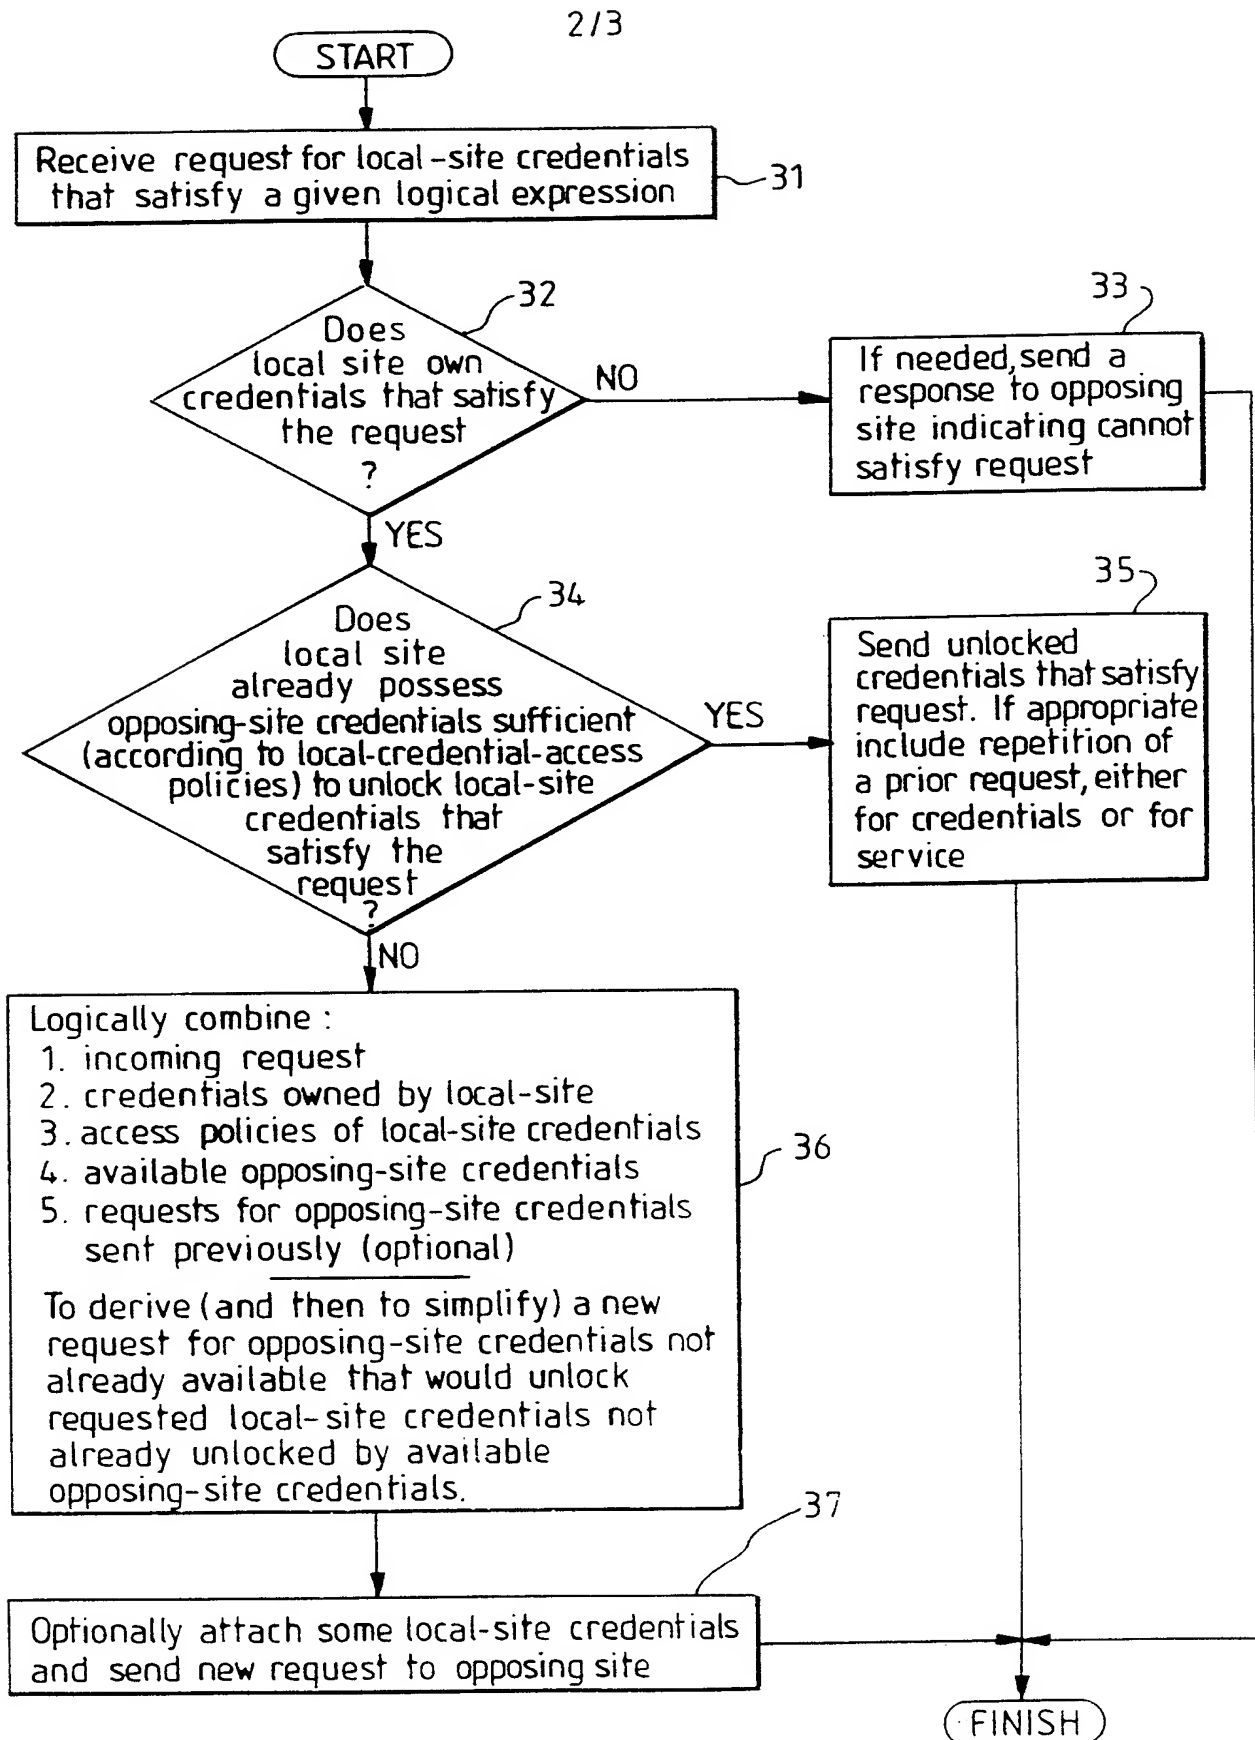 2/3
START
Receive request for local-site credentials
that satisfy a given logical expression
31
32
Does
local site own
credentials that satisfy
the request
?
NO
33
If needed, send a
response to opposing
site indicating cannot
satisfy request
YES
34
Does
local site
already possess
opposing-site credentials sufficient
(according to local-credential-access
policies) to unlock local-site
credentials that
satisfy the
request
?
YES
35
Send unlocked
credentials that satisfy
request. If appropriate
include repetition of
a prior request, either
for credentials or for
service
NO
Logically combine :
1. incoming request
2. credentials owned by local-site
3. access policies of local-site credentials
4. available opposing-site credentials
5. requests for opposing-site credentials
sent previously (optional)
To derive (and then to simplify) a new
request for opposing-site credentials not
already available that would unlock
requested local-site credentials not
already unlocked by available
opposing-site credentials.
36
37
Optionally attach some local-site credentials
and send new request to opposing site
FINISH